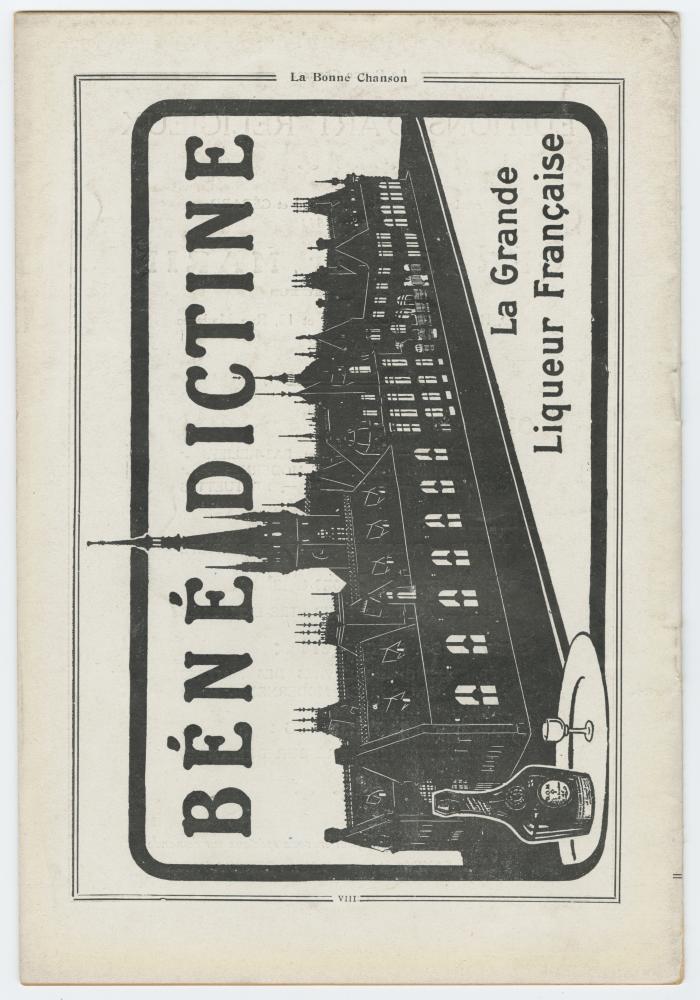 La Bonne Chanson
BÉNÉDICTINE
La Grande
Liqueur Française
VIII